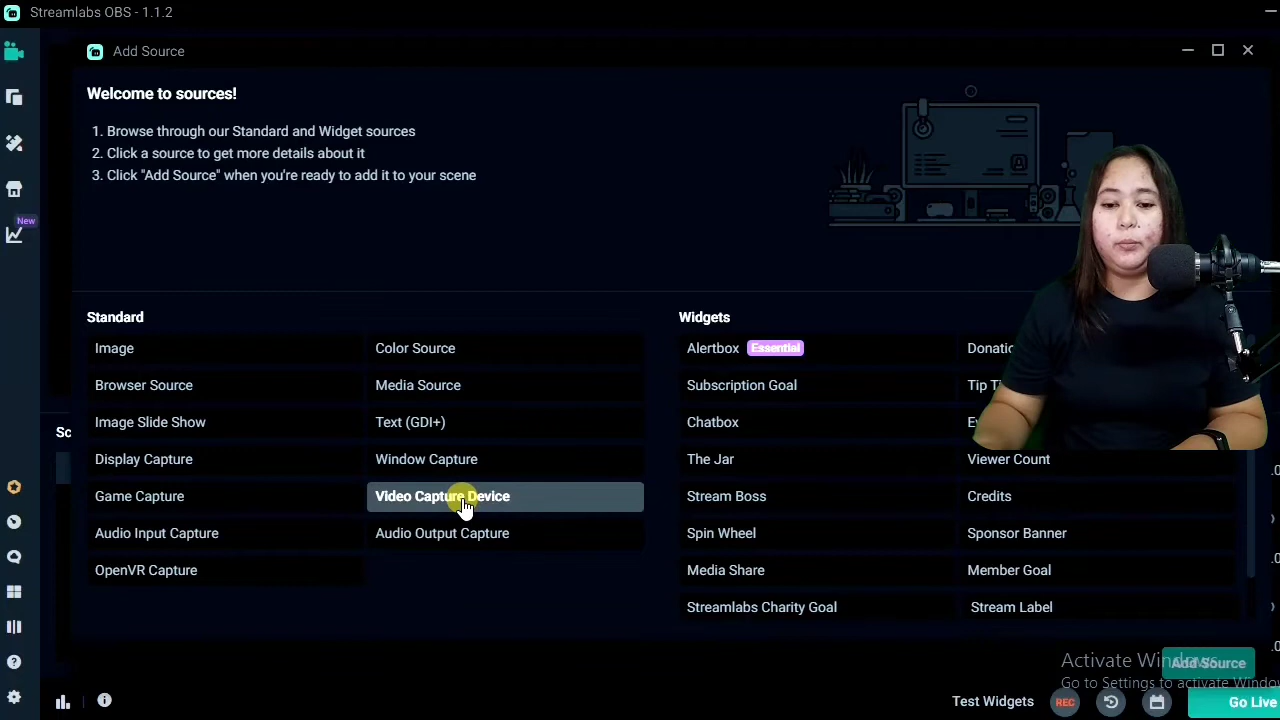 Streamlabs OBS - 1.1.2
Add Source
Welcome to sources!
1. Browse through our Standard and Widget sources
2. Click a source to get more details about it
3. Click "Add Source" when you're ready to add it to your scene
New
Standard
Image
Color Source
Browser Source
Media Source
Image Slide Show
Text (GDI+)
Display Capture
Window Capture
Game Capture
Video Capture Device
Audio Input Capture
Audio Output Capture
OpenVR Capture
Widgets
Alertbox Essential
Subscription Goal
Chatbox
The Jar
Viewer Count
Stream Boss
Credits
Spin Wheel
Sponsor Banner
Media Share
Member Goal
Streamlabs Charity Goal
Stream Label
Add Source
Activate Windows
Go to Settings to activate Window
Test Widgets
REC
Go Live